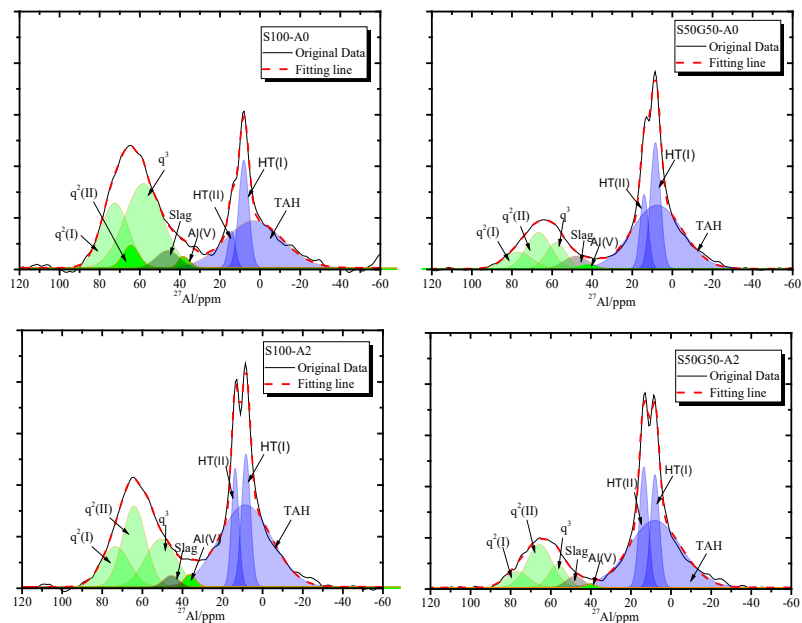 S100-A0
Original Data
Fitting line
q²(I)
q²(II)
q³
Slag
Al(V)
HT(II)
HT(I)
TAH
120 100 80 60 40 20 0 -20 -40 -60
²⁷Al/ppm
S50G50-A0
Original Data
Fitting line
q²(I)
q²(II)
q³
Slag
Al(V)
HT(II)
HT(I)
TAH
120 100 80 60 40 20 0 -20 -40 -60
²⁷Al/ppm
S100-A2
Original Data
Fitting line
q²(I)
q²(II)
q³
Slag
Al(V)
HT(II)
HT(I)
TAH
120 100 80 60 40 20 0 -20 -40 -60
²⁷Al/ppm
S50G50-A2
Original Data
Fitting line
q²(I)
q²(II)
q³
Slag
Al(V)
HT(II)
HT(I)
TAH
120 100 80 60 40 20 0 -20 -40 -60
²⁷Al/ppm